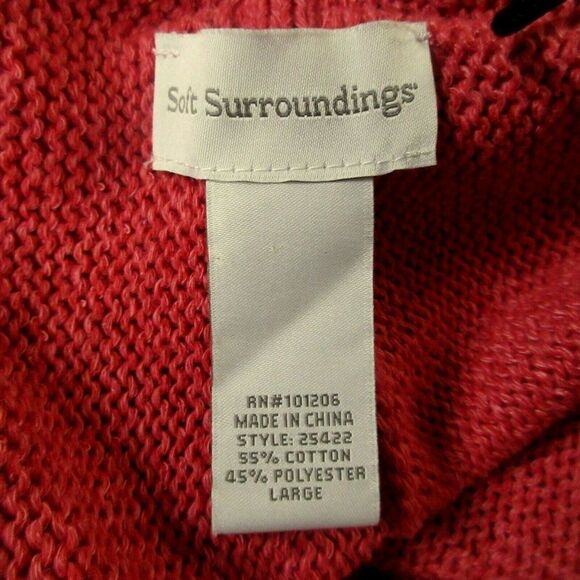 Soft Surroundings®
RN#101206
MADE IN CHINA
STYLE: 25422
55% COTTON
45% POLYESTER
LARGE